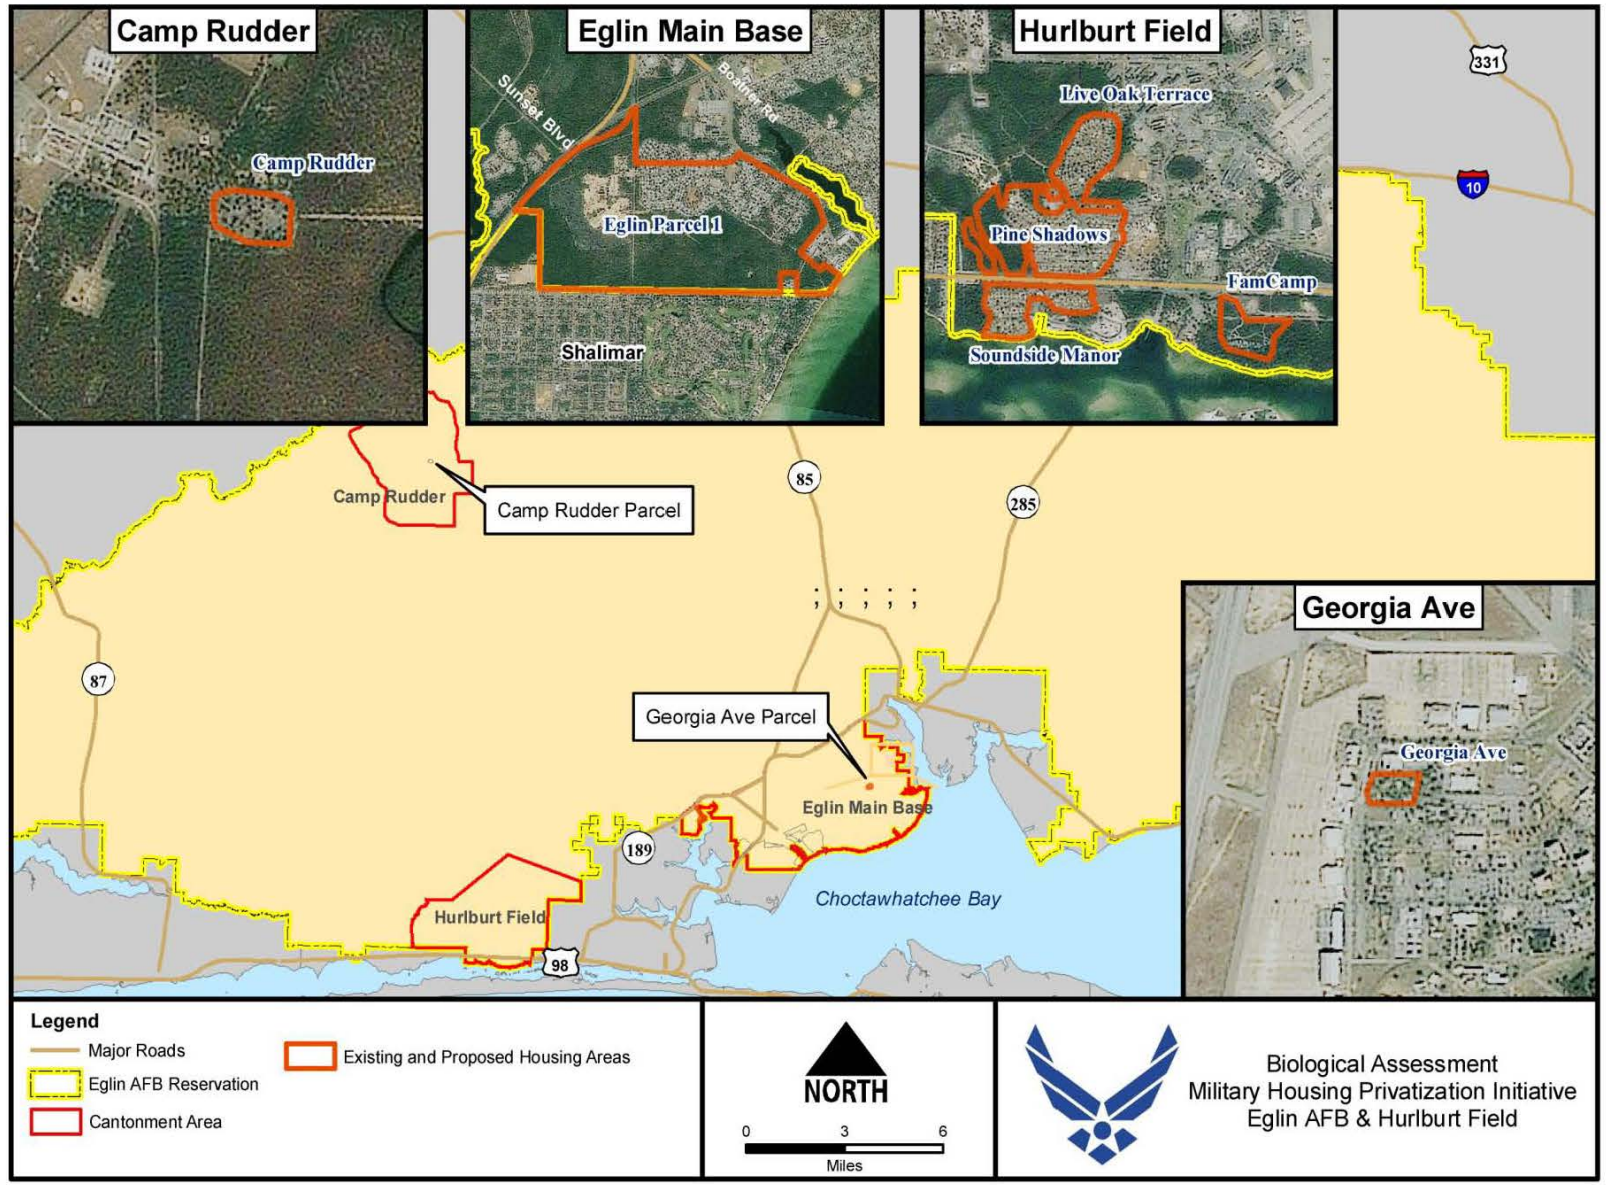 Camp Rudder
Camp Rudder
Eglin Main Base
Sunset Blvd
Boatner Rd
Eglin Parcel 1
Shalimar
Hurlburt Field
Live Oak Terrace
Pine Shadows
FamCamp
Soundside Manor
331
10
Camp Rudder
Camp Rudder Parcel
85
285
; ; ; ; ;
87
Georgia Ave Parcel
Eglin Main Base
189
Choctawhatchee Bay
Hurlburt Field
98
Georgia Ave
Georgia Ave
Legend
Major Roads
Eglin AFB Reservation
Cantonment Area
Existing and Proposed Housing Areas
NORTH
0 3 6
Miles
Biological Assessment
Military Housing Privatization Initiative
Eglin AFB & Hurlburt Field